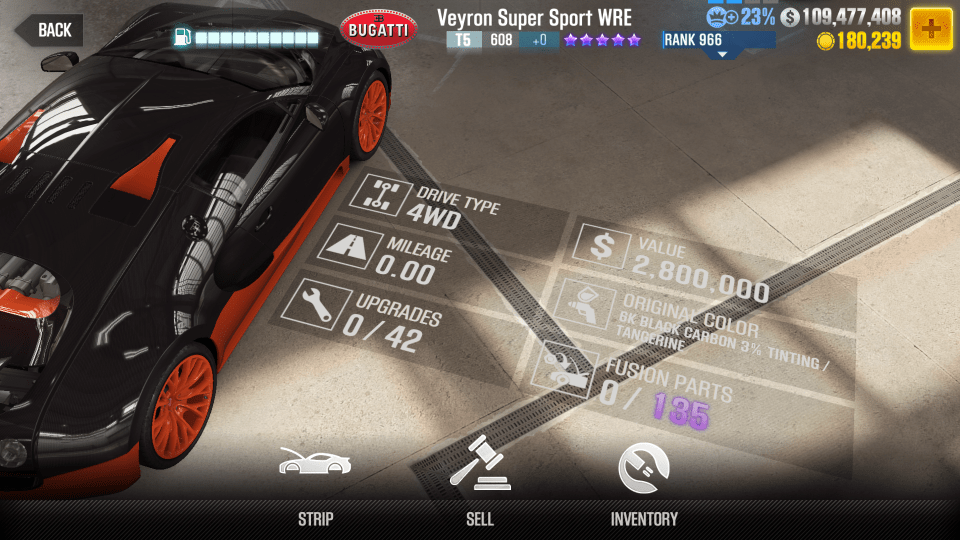 BACK
BUGATTI
Veyron Super Sport WRE
T5 608 +0
RANK 966
23%
$ 109,477,408
180,239
DRIVE TYPE
4WD
MILEAGE
0.00
UPGRADES
0 / 42
$ VALUE
2,800,000
ORIGINAL COLOR
BK BLACK CARBON 3% TINTING /
TANGERINE
FUSION PARTS
0 / 135
STRIP
SELL
INVENTORY